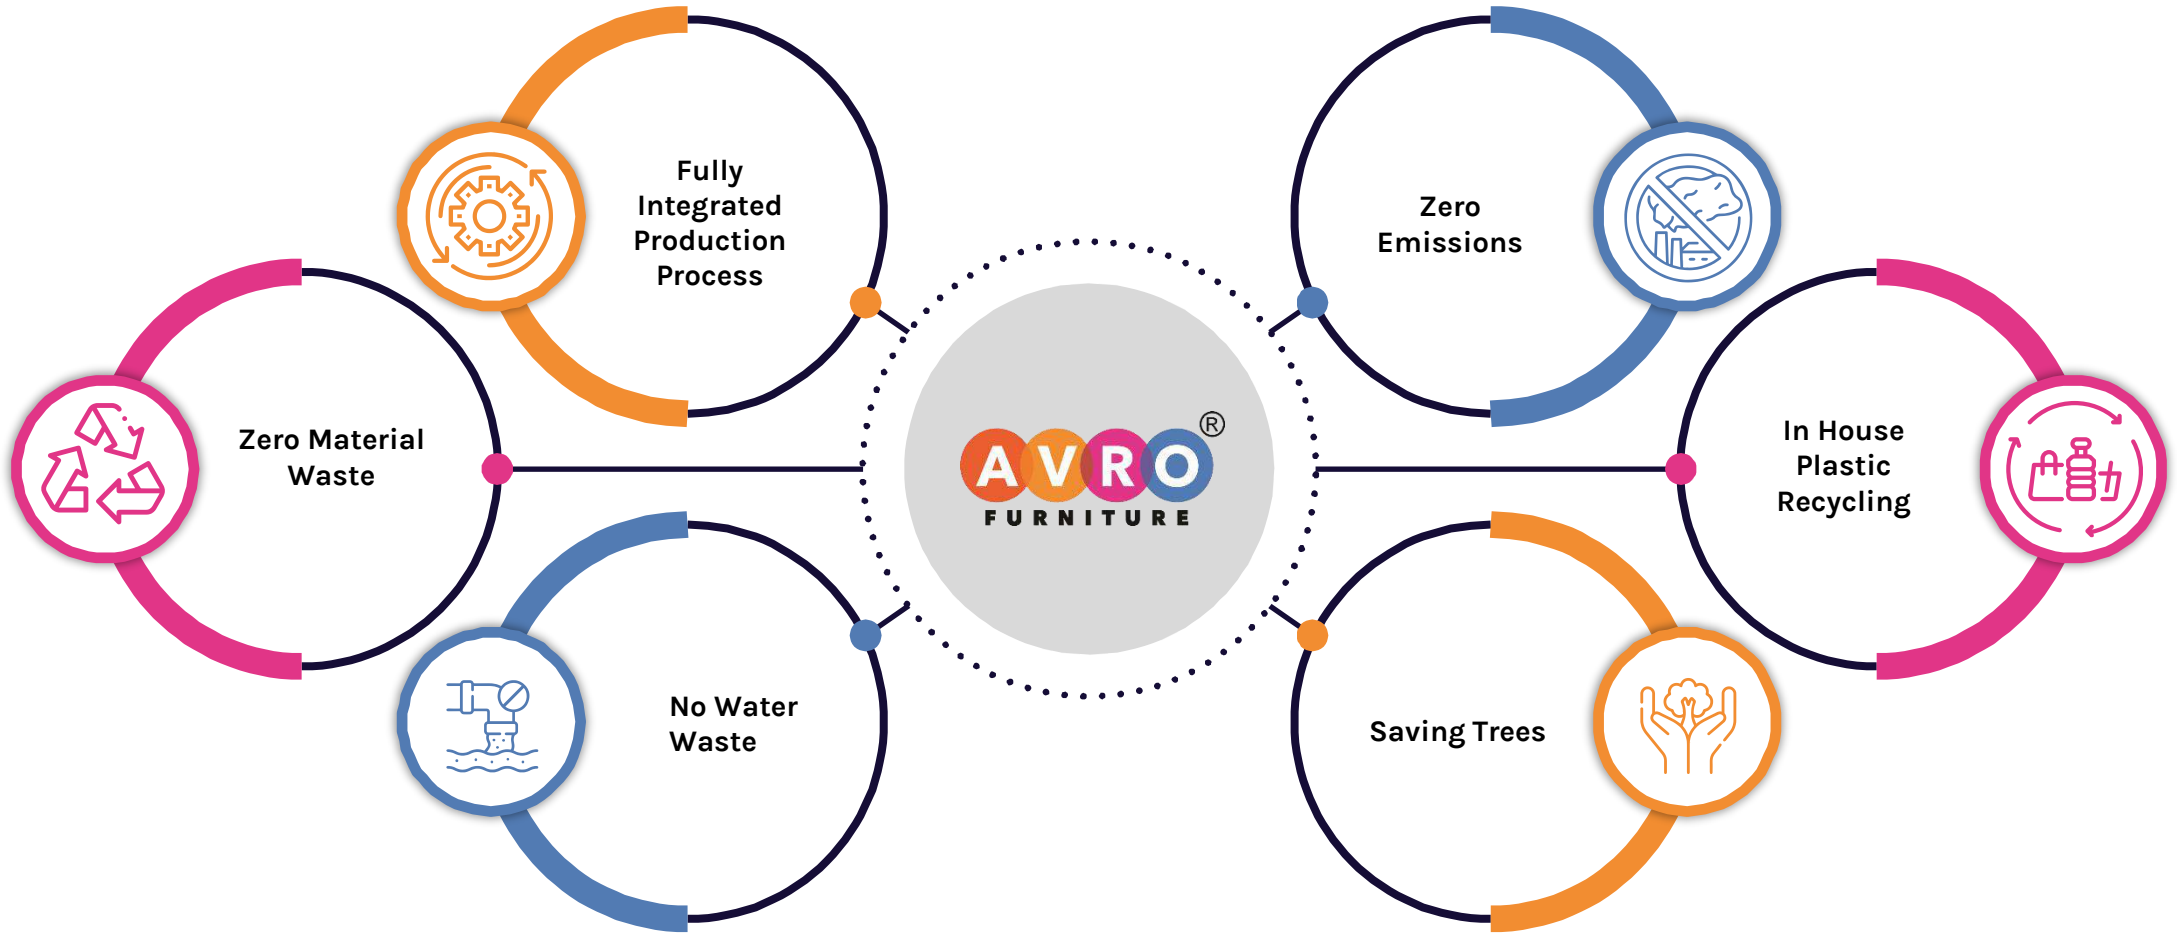 Fully
Integrated
Production
Process
Zero
Emissions
Zero Material
Waste
AVRO®
FURNITURE
In House
Plastic
Recycling
No Water
Waste
Saving Trees